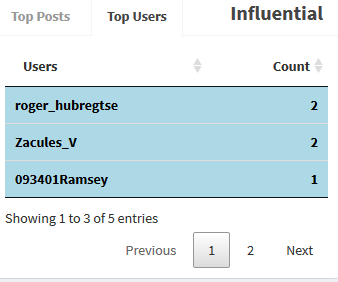 Top Posts Top Users Influential
Users Count
roger_hubregtse 2
Zacules_V 2
093401Ramsey 1
Showing 1 to 3 of 5 entries
Previous 1 2 Next